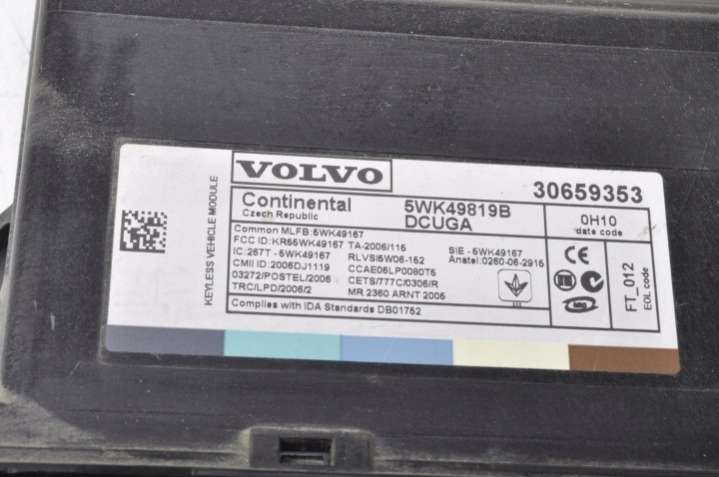 VOLVO
30659353
KEYLESS VEHICLE MODULE
Continental 5WK49819B
Czech Republic DCUGA
0H10
date code
Common MLFB:5WK49167
FCC ID: KR55WK49167 TA-2006/116 SIE - 5WK49167
IC:267T - 5WK49167 RLVSI5W06-152 Anatel:0260-06-2915
CMII ID:2006DJ1119 CCAE06LP0080T5
03272/POSTEL/2006 CETS/777C/0306/R
TRC/LPD/2006/2 MR 2360 ARNT 2005
Complies with IDA Standards DB01752
CE
N
FT_012
EOL code